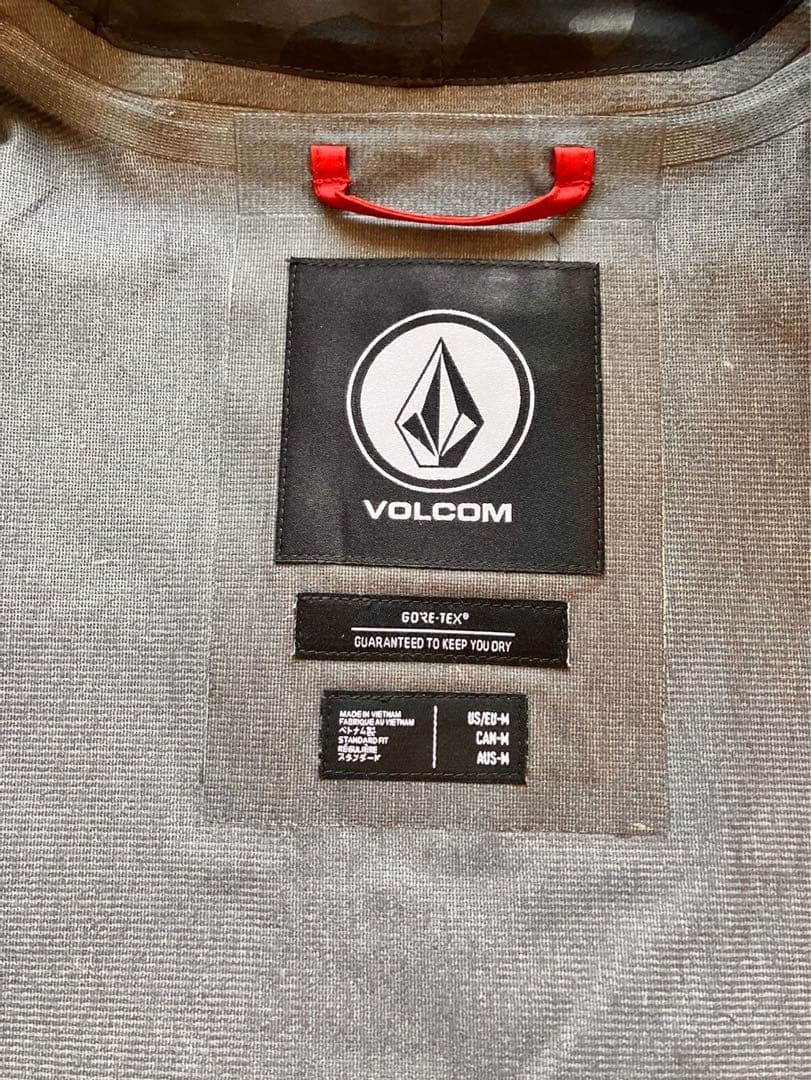 VOLCOM
GORE-TEX®
GUARANTEED TO KEEP YOU DRY
MADE IN VIETNAM
FABRIQUE AU VIETNAM
ベトナム製
STANDARD FIT
RÉGULIÈRE
スタンダード
US/EU-M
CAN-M
AUS-M